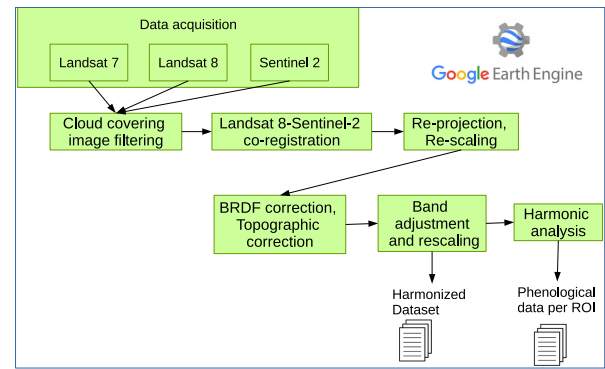 Data acquisition
Landsat 7
Landsat 8
Sentinel 2
Google Earth Engine
Cloud covering
image filtering
Landsat 8-Sentinel-2
co-registration
Re-projection,
Re-scaling
BRDF correction,
Topographic
correction
Band
adjustment
and rescaling
Harmonic
analysis
Harmonized
Dataset
Phenological
data per ROI